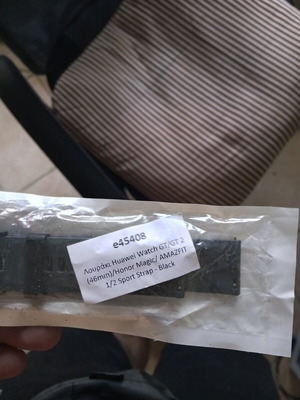 e45408
Λουράκι Huawei Watch GT/GT 2
(46mm)/Honor Magic/ AMAZFIT
1/2 Sport Strap - Black